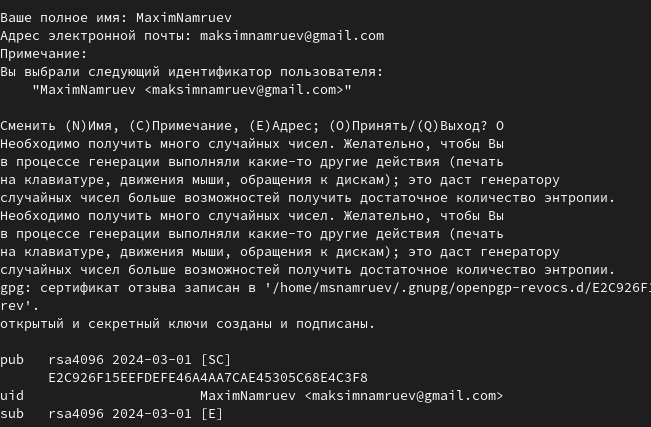 Ваше полное имя: MaximNamruev
Адрес электронной почты: maksimnamruev@gmail.com
Примечание:
Вы выбрали следующий идентификатор пользователя:
    "MaximNamruev <maksimnamruev@gmail.com>"

Сменить (N)Имя, (C)Примечание, (E)Адрес; (O)Принять/(Q)Выход? O
Необходимо получить много случайных чисел. Желательно, чтобы Вы
в процессе генерации выполняли какие-то другие действия (печать
на клавиатуре, движения мыши, обращения к дискам); это даст генератору
случайных чисел больше возможностей получить достаточное количество энтропии.
Необходимо получить много случайных чисел. Желательно, чтобы Вы
в процессе генерации выполняли какие-то другие действия (печать
на клавиатуре, движения мыши, обращения к дискам); это даст генератору
случайных чисел больше возможностей получить достаточное количество энтропии.
gpg: сертификат отзыва записан в '/home/msnamruev/.gnupg/openpgp-revocs.d/E2C926F1
rev'.
открытый и секретный ключи созданы и подписаны.

pub   rsa4096 2024-03-01 [SC]
      E2C926F15EEFDEFE46A4AA7CAE45305C68E4C3F8
uid                      MaximNamruev <maksimnamruev@gmail.com>
sub   rsa4096 2024-03-01 [E]